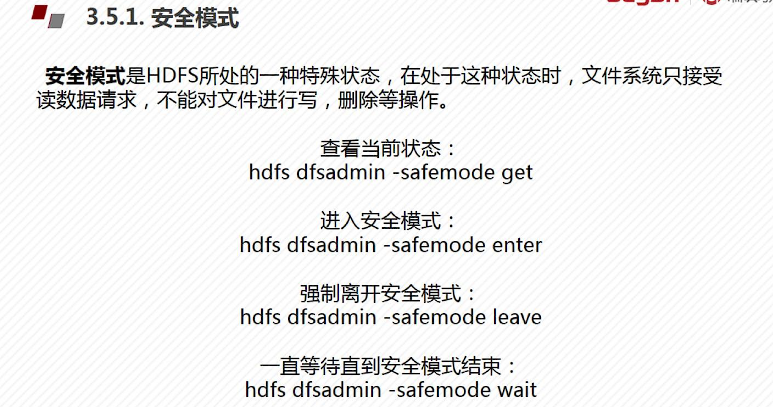 3.5.1. 安全模式
安全模式是HDFS所处的一种特殊状态，在处于这种状态时，文件系统只接受
读数据请求，不能对文件进行写，删除等操作。
查看当前状态：
hdfs dfsadmin -safemode get
进入安全模式：
hdfs dfsadmin -safemode enter
强制离开安全模式：
hdfs dfsadmin -safemode leave
一直等待直到安全模式结束：
hdfs dfsadmin -safemode wait